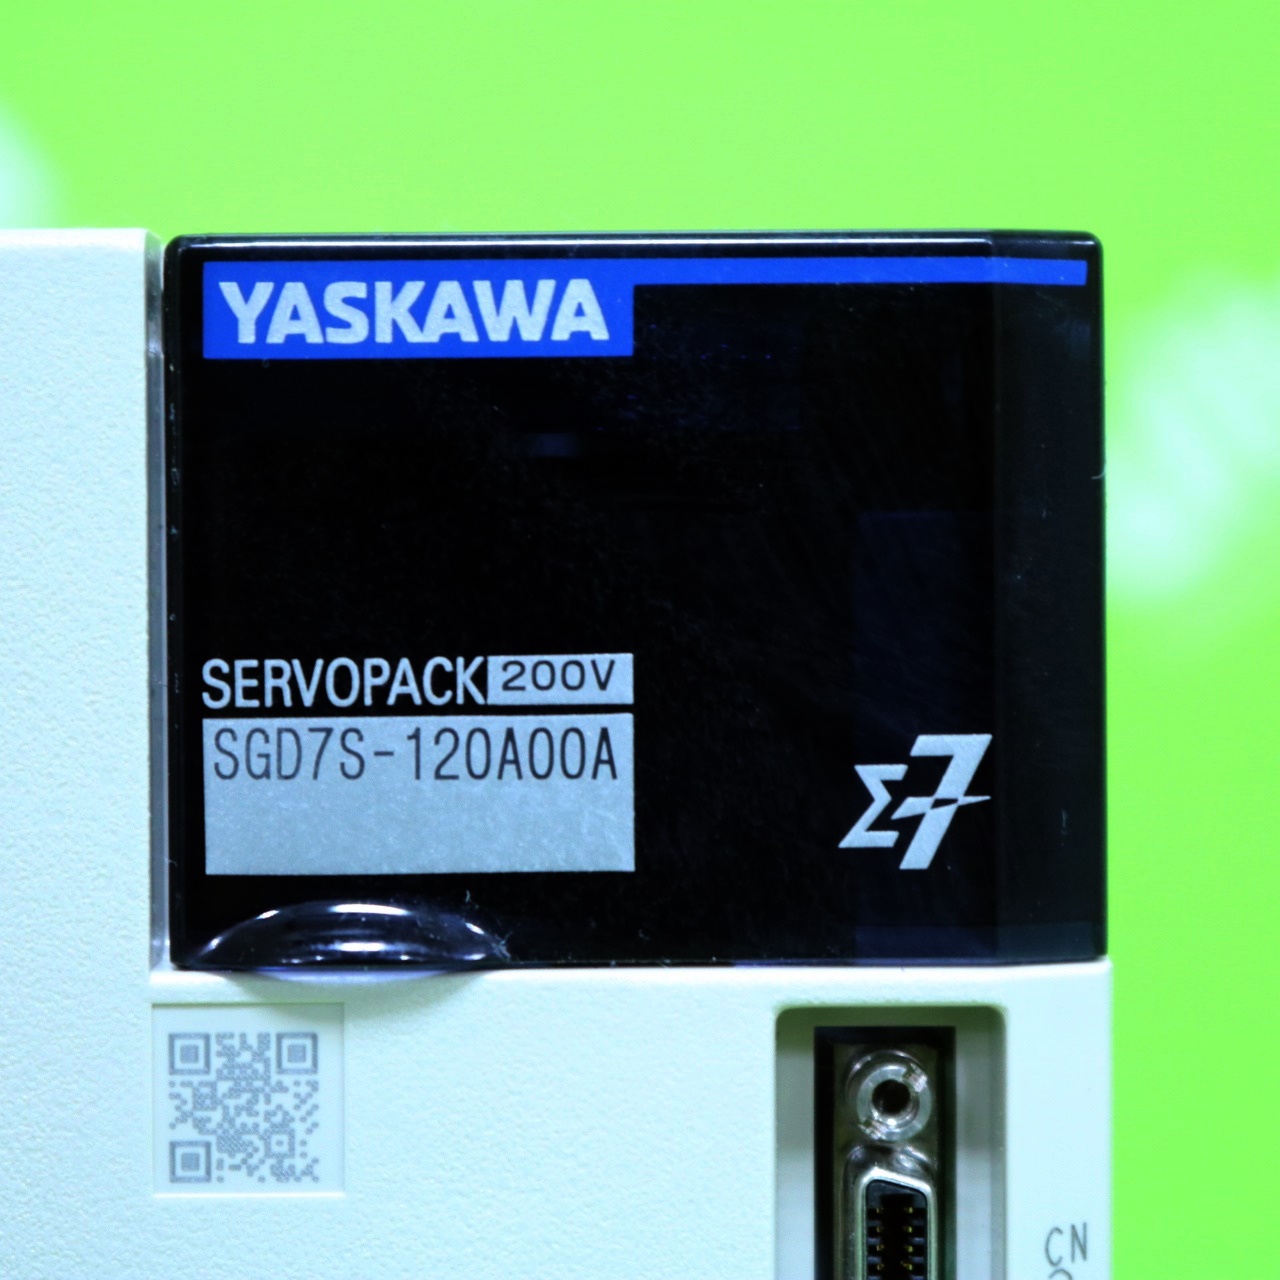 YASKAWA
SERVOPACK 200V
SGD7S-120A00A
Σ7
CN